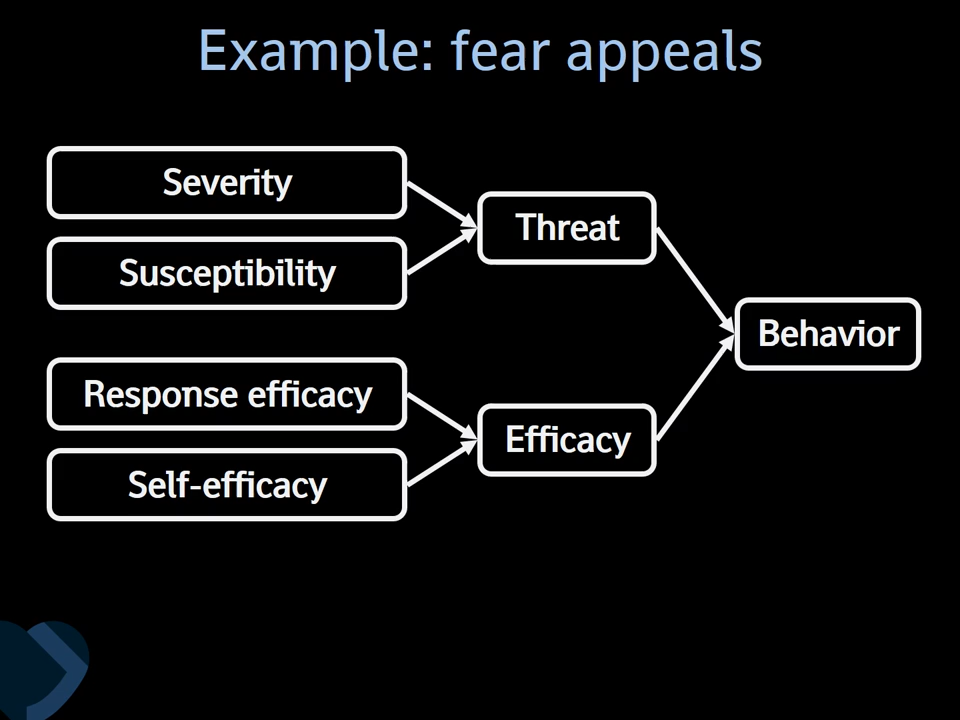 Example: fear appeals
Severity
Susceptibility
Threat
Behavior
Response efficacy
Self-efficacy
Efficacy